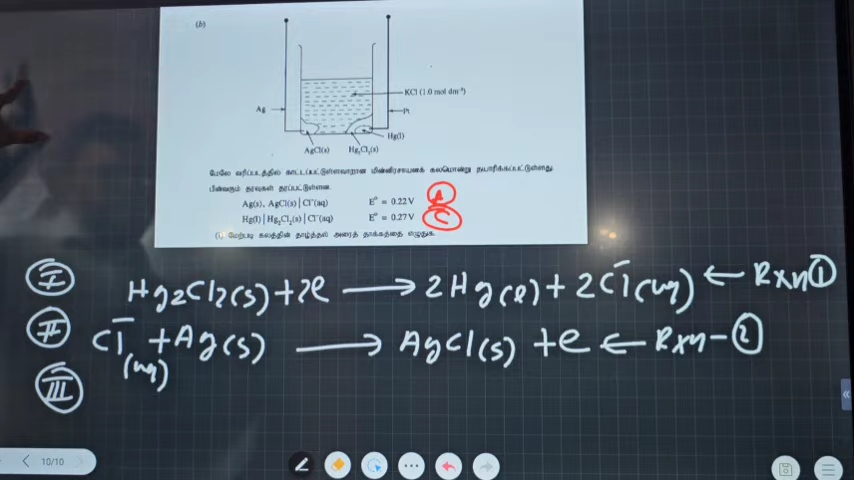 (b)
KCl (1.0 mol dm⁻³)
Ag
Pt
Hg(l)
AgCl(s) Hg₂Cl₂(s)
மேலே வரிப்படத்தில் காட்டப்பட்டுள்ளவாறான மின்னிரசாயனக் கலமொன்று தயாரிக்கப்பட்டுள்ளது
பின்வரும் தரவுகள் தரப்பட்டுள்ளன.
Ag(s), AgCl(s) | Cl⁻(aq) E° = 0.22 V A
Hg(l) | Hg₂Cl₂(s) | Cl⁻(aq) E° = 0.27 V C
(i) மேற்படி கலத்தின் தாழ்த்தல் அரைத் தாக்கத்தை எழுதுக.
I Hg₂Cl₂(s) + 2e ⟶ 2Hg(l) + 2Cl⁻(aq) ← Rxn ①
II Cl⁻(aq) + Ag(s) ⟶ AgCl(s) + e ← Rxn - ②
III
10/10